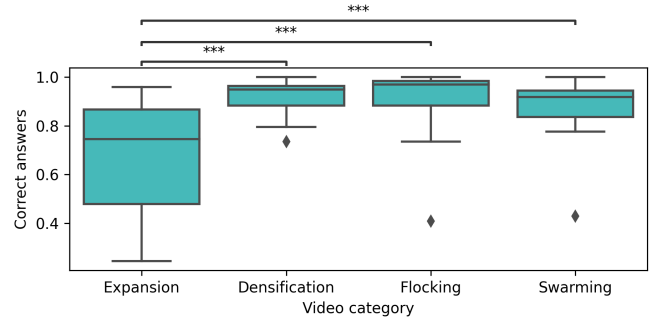 ***
***
***
1.0
0.8
0.6
0.4
Correct answers
Expansion Densification Flocking Swarming
Video category